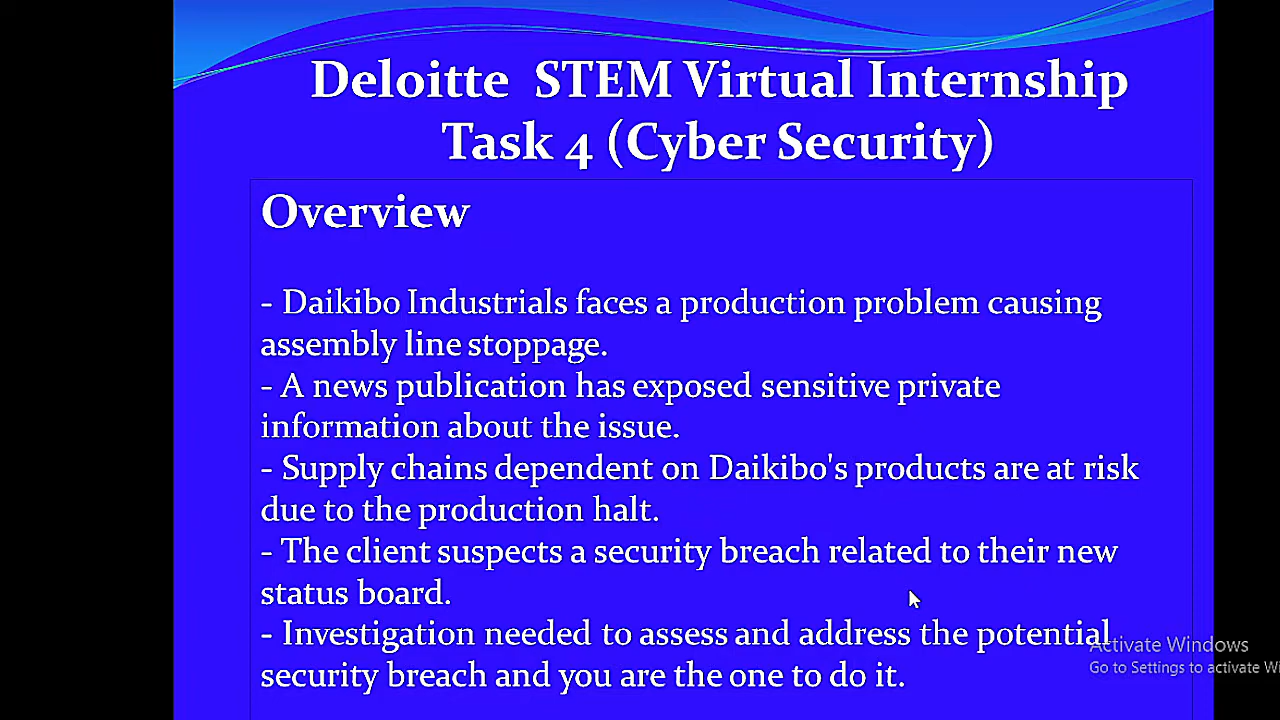 Deloitte STEM Virtual Internship
Task 4 (Cyber Security)
Overview
- Daikibo Industrials faces a production problem causing
assembly line stoppage.
- A news publication has exposed sensitive private
information about the issue.
- Supply chains dependent on Daikibo's products are at risk
due to the production halt.
- The client suspects a security breach related to their new
status board.
- Investigation needed to assess and address the potential
security breach and you are the one to do it.
Activate Windows
Go to Settings to activate Wi